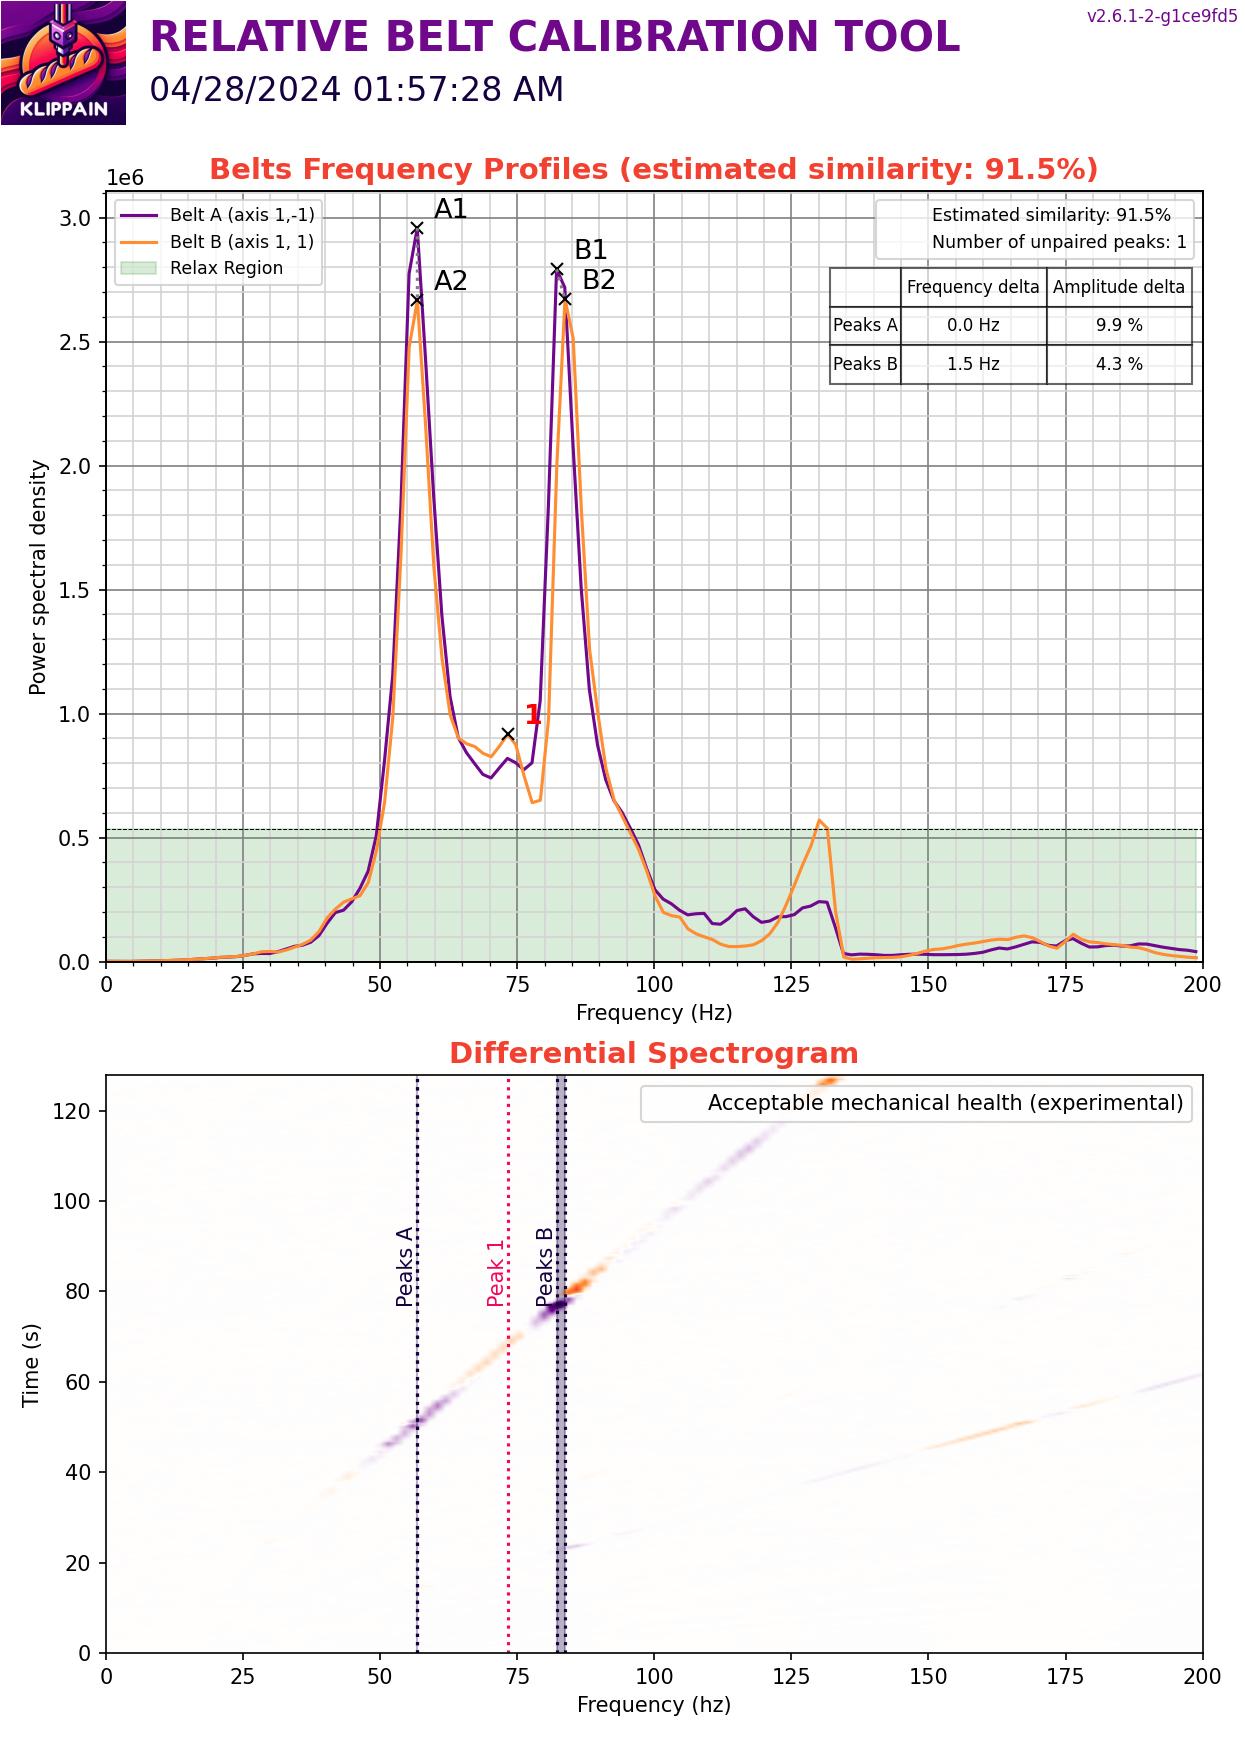 KLIPPAIN
RELATIVE BELT CALIBRATION TOOL
04/28/2024 01:57:28 AM
v2.6.1-2-g1ce9fd5
Belts Frequency Profiles (estimated similarity: 91.5%)
1e6
Belt A (axis 1,-1)
Belt B (axis 1, 1)
Relax Region
Estimated similarity: 91.5%
Number of unpaired peaks: 1
Frequency delta Amplitude delta
Peaks A 0.0 Hz 9.9 %
Peaks B 1.5 Hz 4.3 %
A1
A2
B1
B2
1
Power spectral density
3.0
2.5
2.0
1.5
1.0
0.5
0.0
0 25 50 75 100 125 150 175 200
Frequency (Hz)
Differential Spectrogram
Acceptable mechanical health (experimental)
Peaks A
Peak 1
Peaks B
Time (s)
120
100
80
60
40
20
0
0 25 50 75 100 125 150 175 200
Frequency (hz)